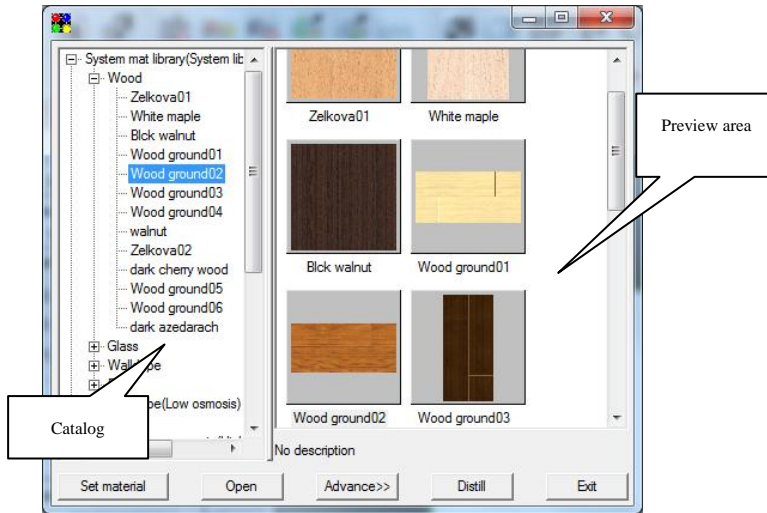 System mat library(System lib
Wood
Zelkova01
White maple
Blck walnut
Wood ground01
Wood ground02
Wood ground03
Wood ground04
walnut
Zelkova02
dark cherry wood
Wood ground05
Wood ground06
dark azedarach
Glass
pe(Low osmosis)
Catalog
Zelkova01 White maple
Blck walnut Wood ground01
Wood ground02 Wood ground03
Preview area
No description
Set material Open Advance>> Distill Exit